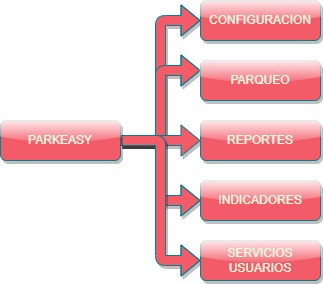 CONFIGURACION
PARQUEO
PARKEASY
REPORTES
INDICADORES
SERVICIOS
USUARIOS